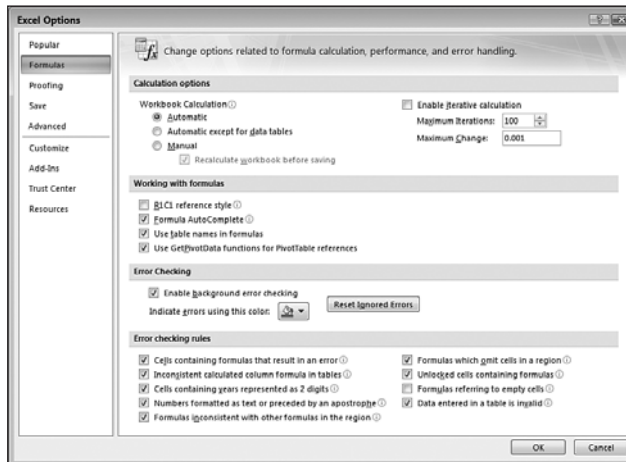 Excel Options
Popular
Formulas
Proofing
Save
Advanced
Customize
Add-Ins
Trust Center
Resources
Change options related to formula calculation, performance, and error handling.
Calculation options
Workbook Calculation
Automatic
Automatic except for data tables
Manual
Recalculate workbook before saving
Enable iterative calculation
Maximum Iterations: 100
Maximum Change: 0.001
Working with formulas
R1C1 reference style
Formula AutoComplete
Use table names in formulas
Use GetPivotData functions for PivotTable references
Error Checking
Enable background error checking
Indicate errors using this color:
Reset Ignored Errors
Error checking rules
Cells containing formulas that result in an error
Inconsistent calculated column formula in tables
Cells containing years represented as 2 digits
Numbers formatted as text or preceded by an apostrophe
Formulas inconsistent with other formulas in the region
Formulas which omit cells in a region
Unlocked cells containing formulas
Formulas referring to empty cells
Data entered in a table is invalid
OK
Cancel